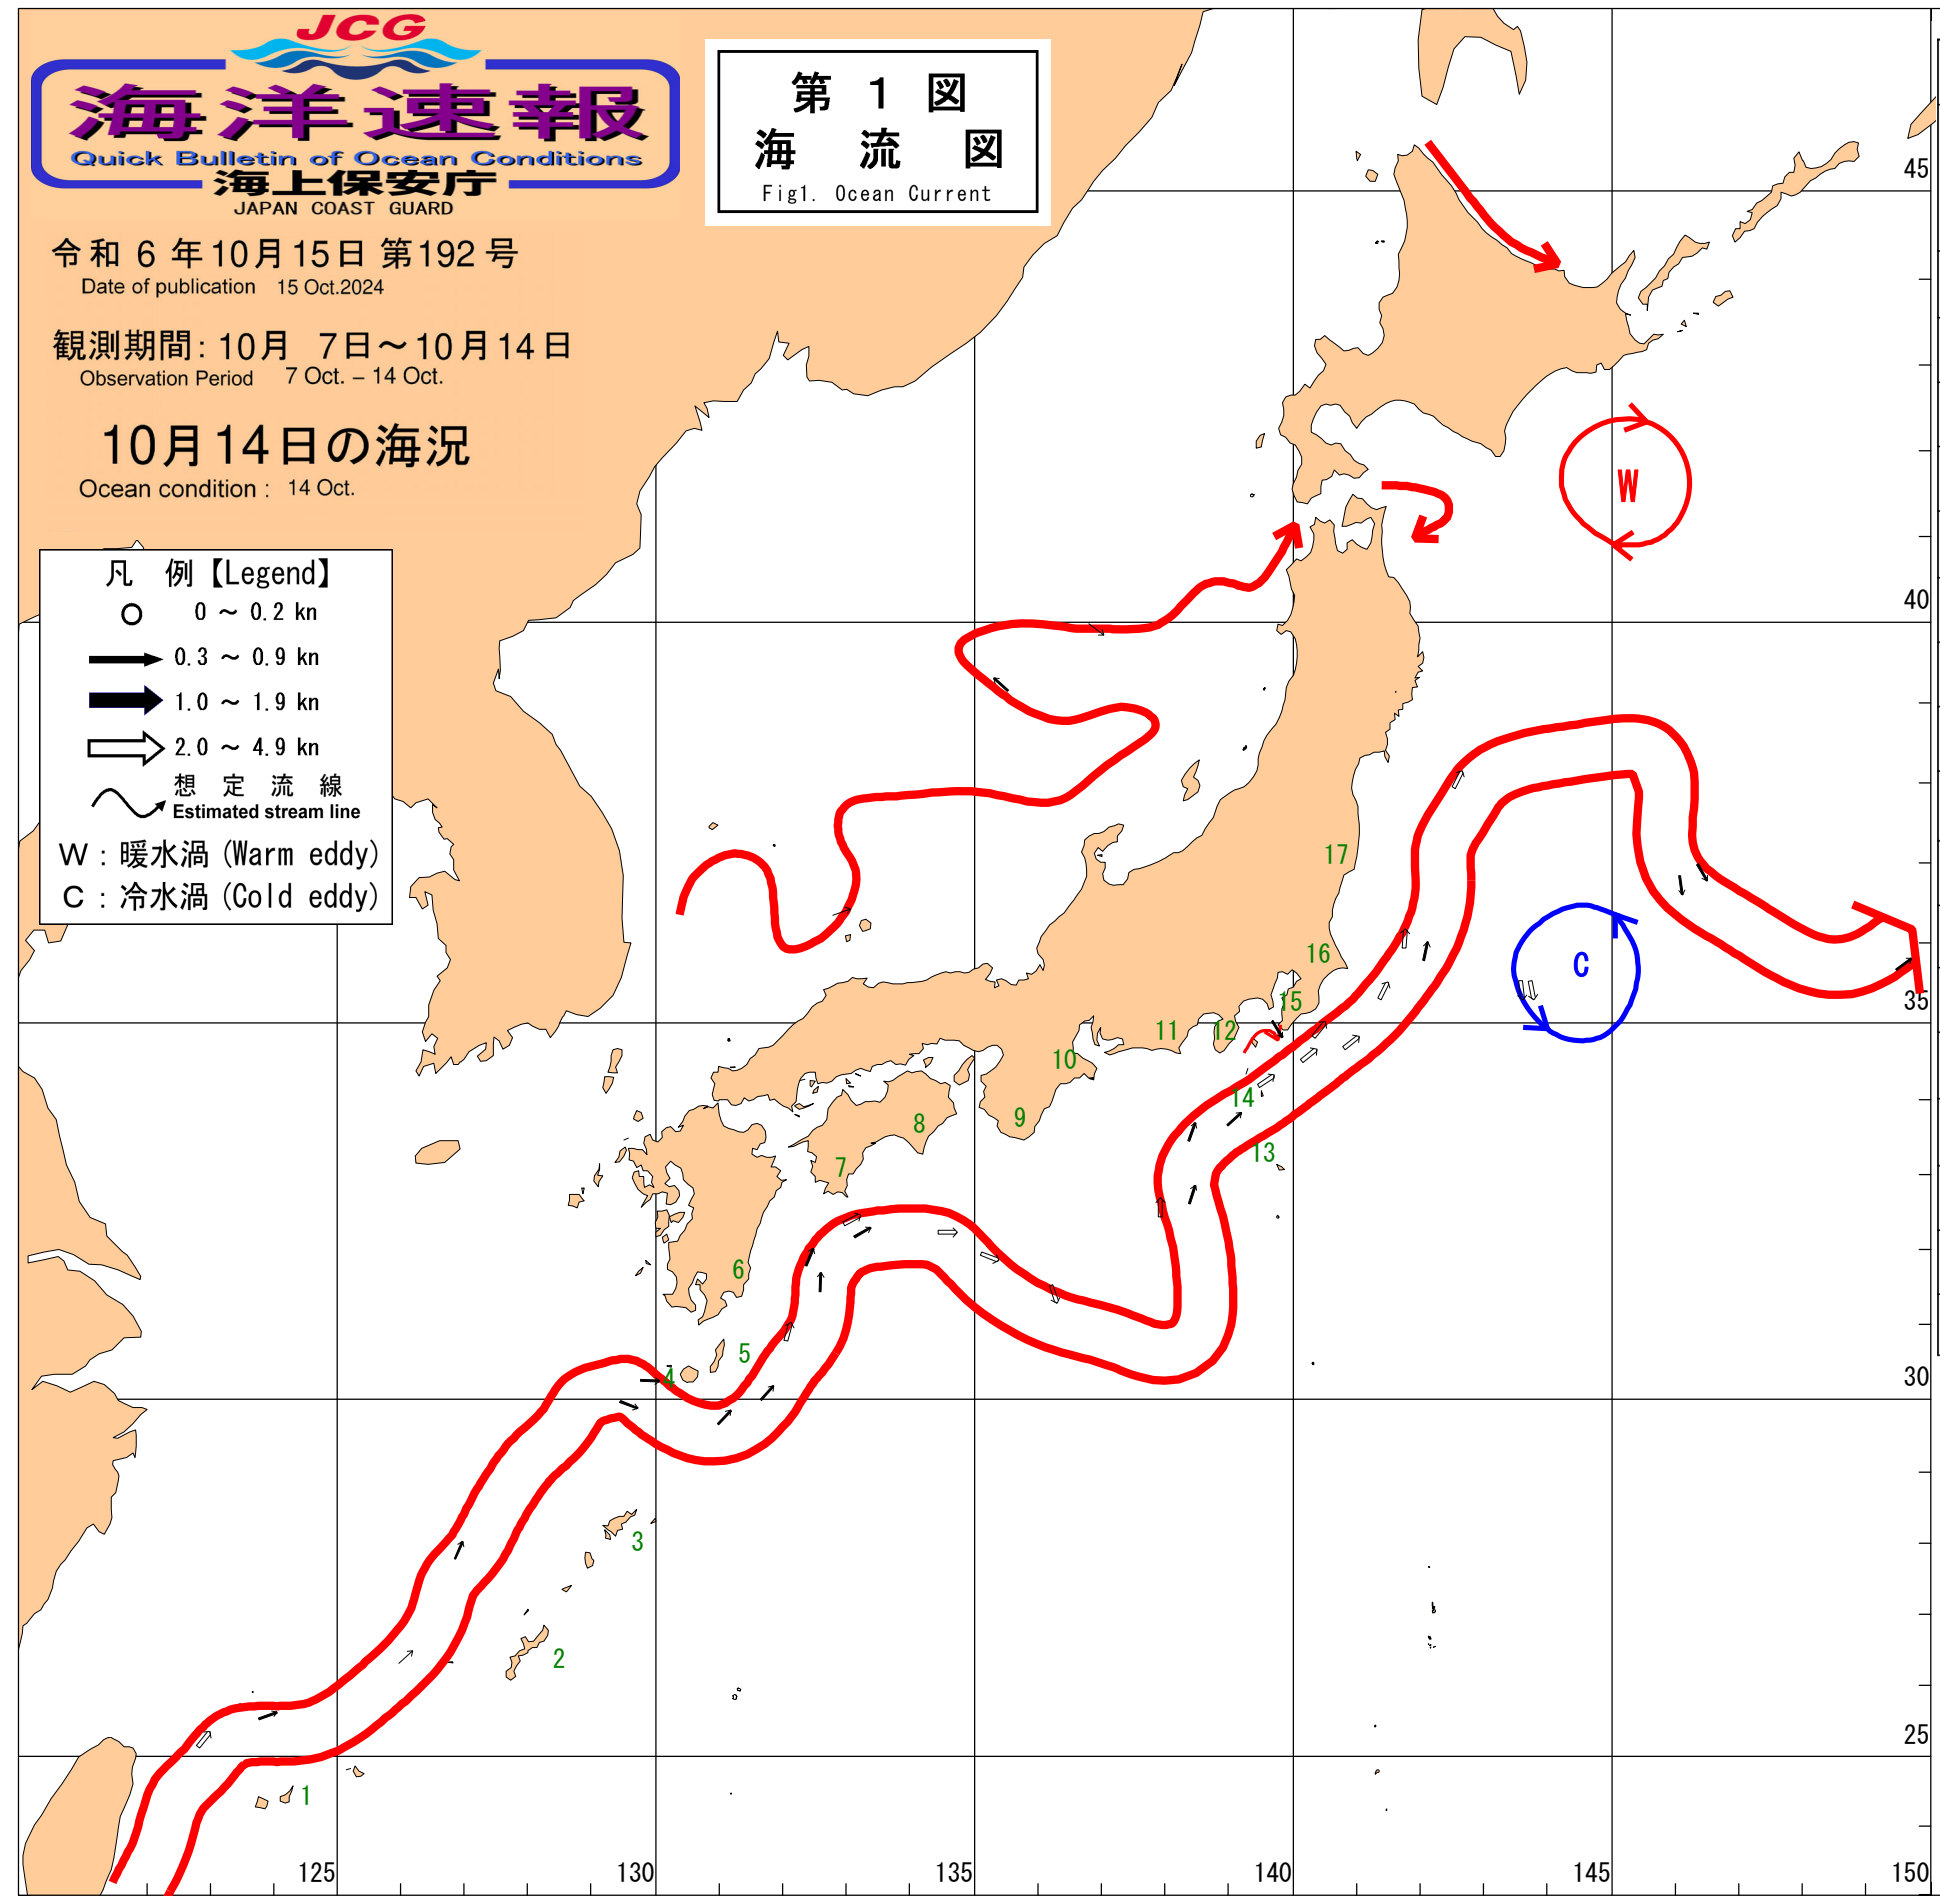 JCG
海洋速報
Quick Bulletin of Ocean Conditions
海上保安庁
JAPAN COAST GUARD
第 1 図
海 流 図
Fig1. Ocean Current
令和 6 年10月15日 第192号
Date of publication 15 Oct.2024
観測期間: 10月 7日～10月14日
Observation Period 7 Oct. – 14 Oct.
10月14日の海況
Ocean condition : 14 Oct.
凡 例【Legend】
0 ～ 0.2 kn
0.3 ～ 0.9 kn
1.0 ～ 1.9 kn
2.0 ～ 4.9 kn
想 定 流 線
Estimated stream line
W : 暖水渦 (Warm eddy)
C : 冷水渦 (Cold eddy)
45
W
40
17
16
C
15
35
12
11
10
14
9
8
13
7
6
5
4
30
3
2
25
1
125
130
135
140
145
150